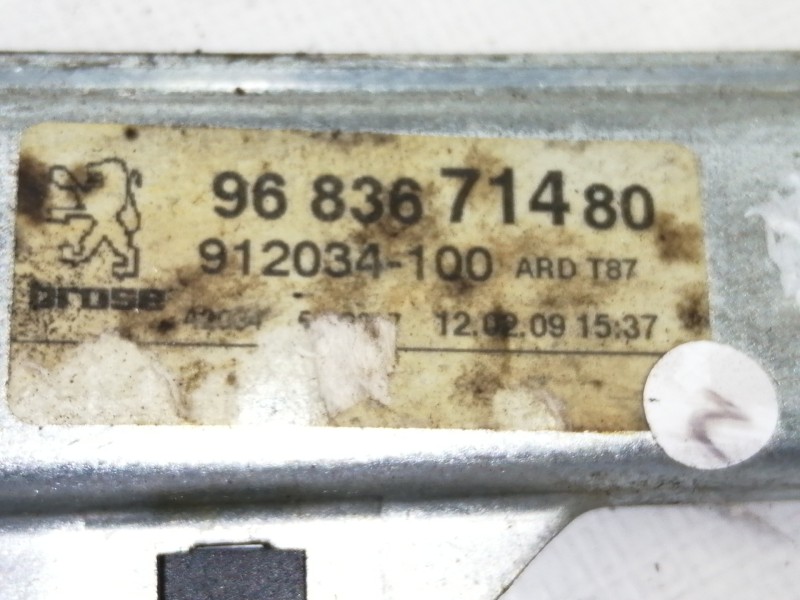 96 836 714 80
912034-100 ARD T87
brose
12.02.09 15:37